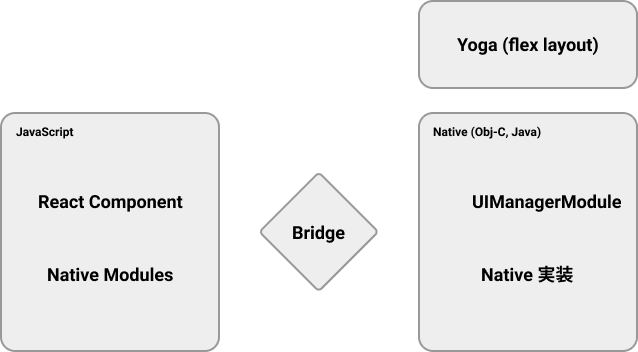 Yoga (flex layout)
JavaScript
React Component
Native Modules
Bridge
Native (Obj-C, Java)
UIManagerModule
Native 実装